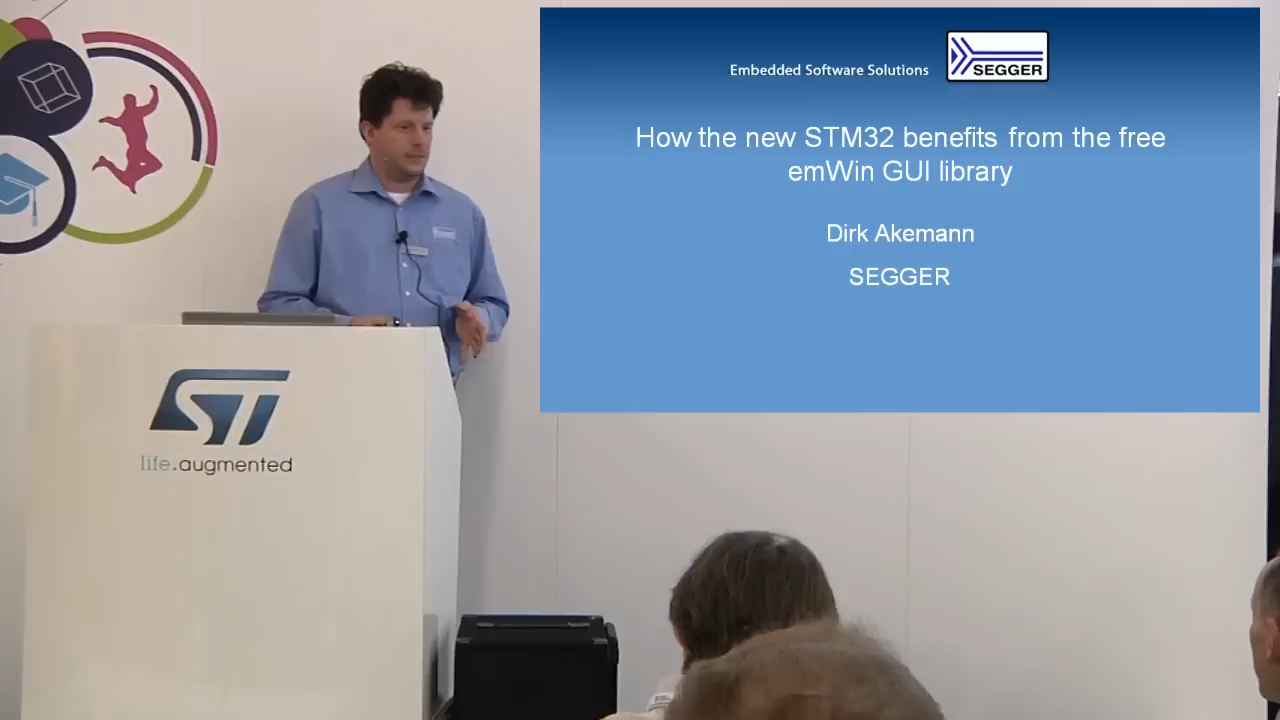 Embedded Software Solutions
SEGGER
How the new STM32 benefits from the free
emWin GUI library
Dirk Akemann
SEGGER
ST
life.augmented